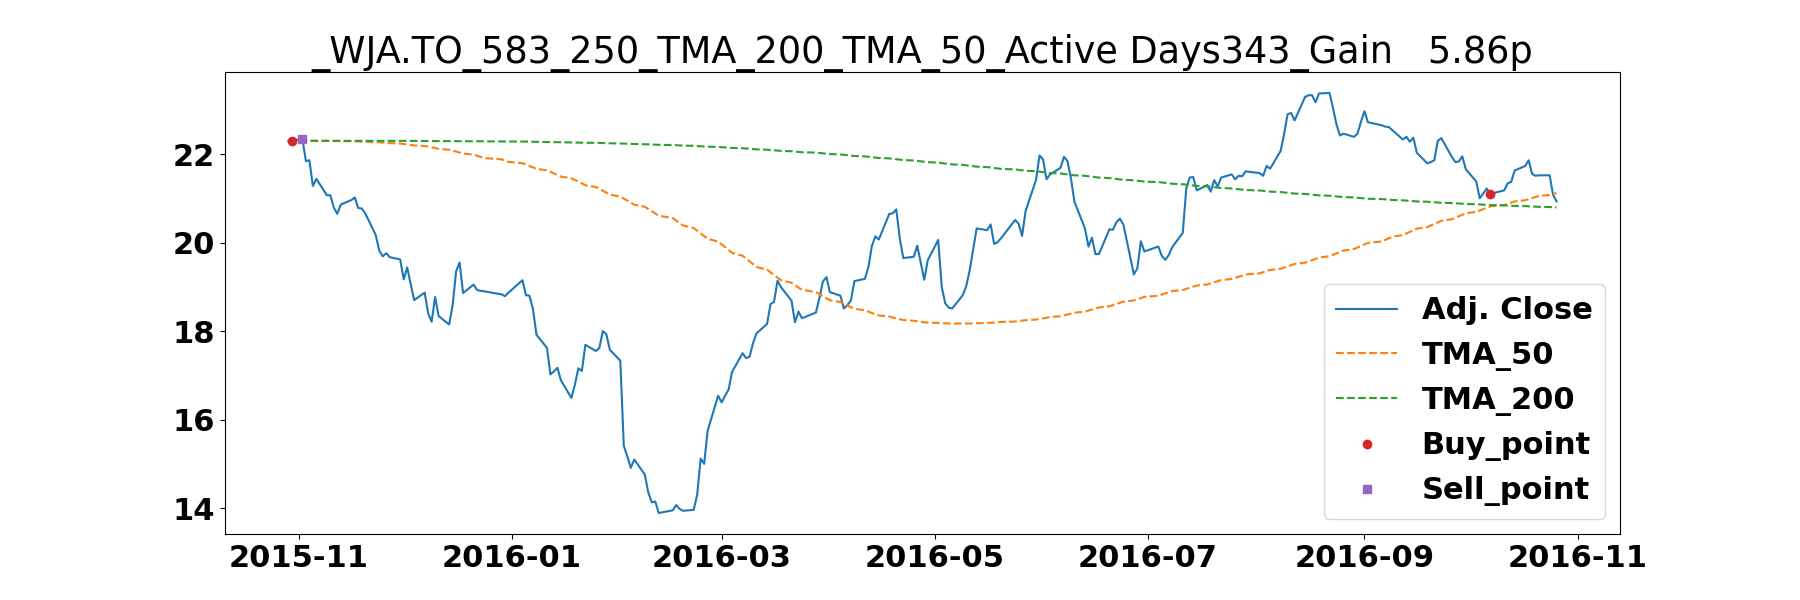 _WJA.TO_583_250_TMA_200_TMA_50_Active Days343_Gain   5.86p
22
20
18
16
14
2015-11 2016-01 2016-03 2016-05 2016-07 2016-09 2016-11
Adj. Close
TMA_50
TMA_200
Buy_point
Sell_point